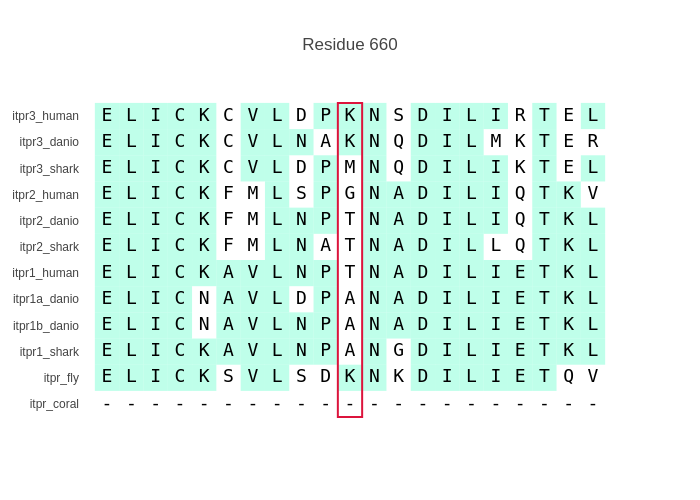 Residue 660
itpr3_human E L I C K C V L D P K N S D I L I R T E L
itpr3_danio E L I C K C V L N A K N Q D I L M K T E R
itpr3_shark E L I C K C V L D P M N Q D I L I K T E L
itpr2_human E L I C K F M L S P G N A D I L I Q T K V
itpr2_danio E L I C K F M L N P T N A D I L I Q T K L
itpr2_shark E L I C K F M L N A T N A D I L L Q T K L
itpr1_human E L I C K A V L N P T N A D I L I E T K L
itpr1a_danio E L I C N A V L D P A N A D I L I E T K L
itpr1b_danio E L I C N A V L N P A N A D I L I E T K L
itpr1_shark E L I C K A V L N P A N G D I L I E T K L
itpr_fly E L I C K S V L S D K N K D I L I E T Q V
itpr_coral - - - - - - - - - - - - - - - - - - - - -